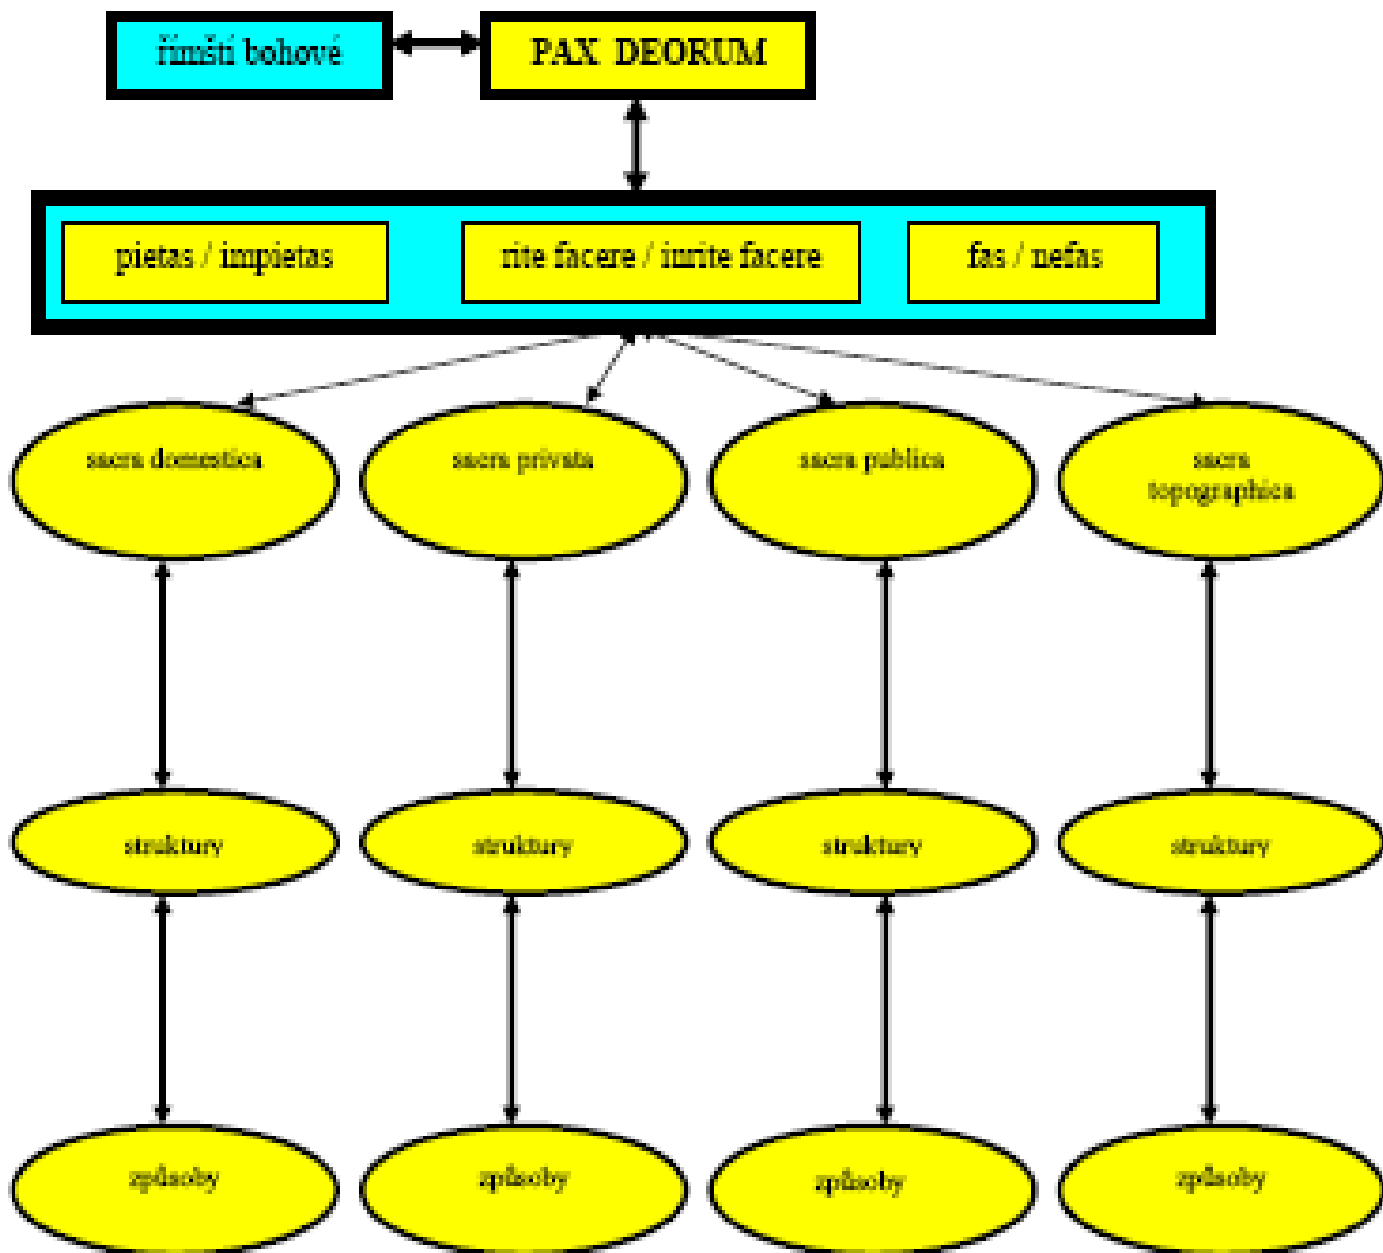 římští bohové
PAX DEORUM
pietas / impietas
rite facere / inrite facere
fas / nefas
sacra domestica
sacra privata
sacra publica
sacra
topographica
struktury
struktury
struktury
struktury
způsoby
způsoby
způsoby
způsoby